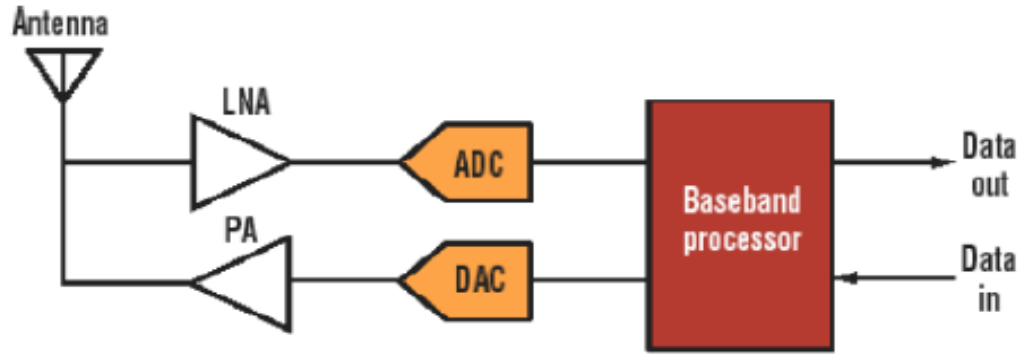 Antenna
LNA
ADC
Data
out
Baseband
processor
PA
DAC
Data
in